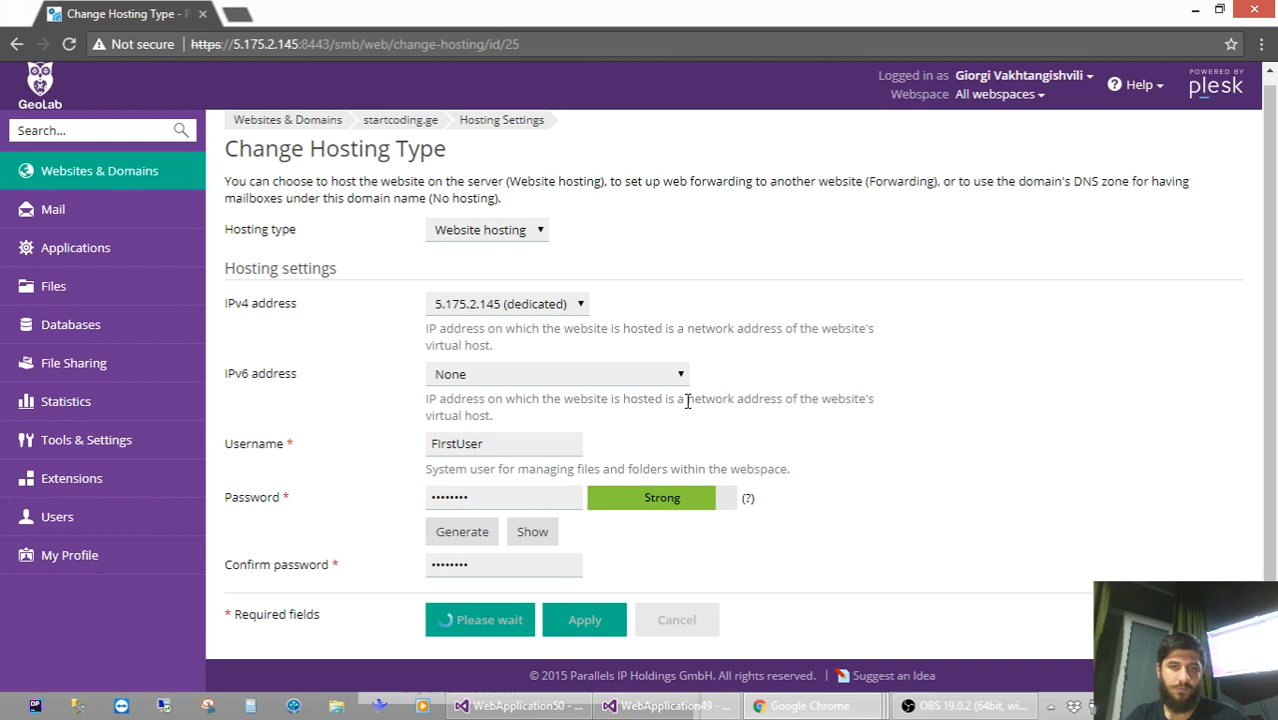 Change Hosting Type - P
Not secure https://5.175.2.145:8443/smb/web/change-hosting/id/25
GeoLab
Logged in as Giorgi Vakhtangishvili
Webspace All webspaces
Help
POWERED BY
plesk
Search...
Websites & Domains
Mail
Applications
Files
Databases
File Sharing
Statistics
Tools & Settings
Extensions
Users
My Profile
Websites & Domains startcoding.ge Hosting Settings
Change Hosting Type
You can choose to host the website on the server (Website hosting), to set up web forwarding to another website (Forwarding), or to use the domain's DNS zone for having
mailboxes under this domain name (No hosting).
Hosting type Website hosting
Hosting settings
IPv4 address 5.175.2.145 (dedicated)
IP address on which the website is hosted is a network address of the website's
virtual host.
IPv6 address None
IP address on which the website is hosted is a network address of the website's
virtual host.
Username * FIrstUser
System user for managing files and folders within the webspace.
Password * •••••••• Strong (?)
Generate Show
Confirm password * ••••••••
* Required fields Please wait Apply Cancel
© 2015 Parallels IP Holdings GmbH. All rights reserved. Suggest an Idea
WebApplication50 - ... WebApplication49 - ... Google Chrome OBS 19.0.2 (64bit, wi...